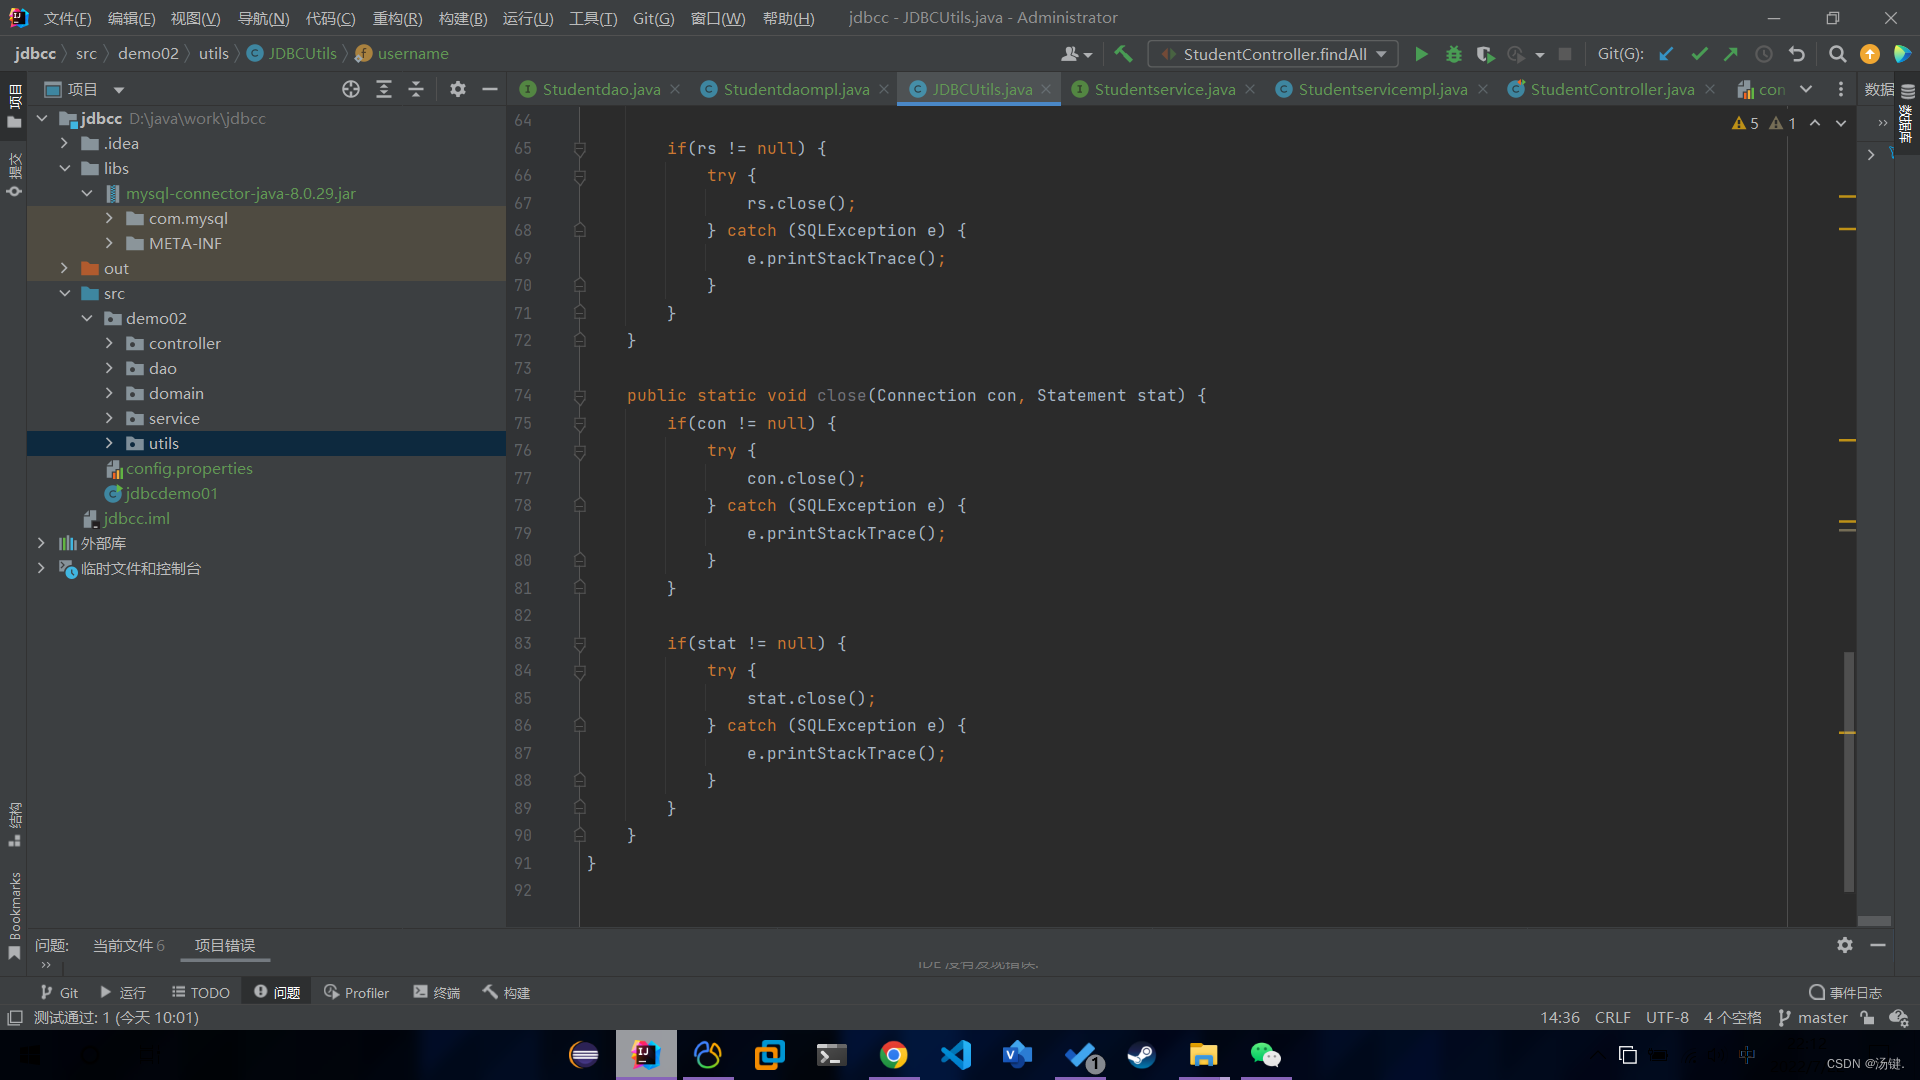 文件(F) 编辑(E) 视图(V) 导航(N) 代码(C) 重构(R) 构建(B) 运行(U) 工具(T) Git(G) 窗口(W) 帮助(H) jdbcc - JDBCUtils.java - Administrator
jdbcc src demo02 utils JDBCUtils username StudentController.findAll Git(G):
项目 Studentdao.java Studentdaompl.java JDBCUtils.java Studentservice.java Studentservicempl.java StudentController.java con 数据
项目
提交
结构
Bookmarks
数据库
jdbcc D:\java\work\jdbcc
.idea
libs
mysql-connector-java-8.0.29.jar
com.mysql
META-INF
out
src
demo02
controller
dao
domain
service
utils
config.properties
jdbcdemo01
jdbcc.iml
外部库
临时文件和控制台
5 1
64
65 if(rs != null) {
66 try {
67 rs.close();
68 } catch (SQLException e) {
69 e.printStackTrace();
70 }
71 }
72 }
73
74 public static void close(Connection con, Statement stat) {
75 if(con != null) {
76 try {
77 con.close();
78 } catch (SQLException e) {
79 e.printStackTrace();
80 }
81 }
82
83 if(stat != null) {
84 try {
85 stat.close();
86 } catch (SQLException e) {
87 e.printStackTrace();
88 }
89 }
90 }
91 }
92
问题: 当前文件 6 项目错误
IDE 没有发现错误.
Git 运行 TODO 问题 Profiler 终端 构建 事件日志
测试通过: 1 (今天 10:01) 14:36 CRLF UTF-8 4 个空格 master
1 中
CSDN @汤键.